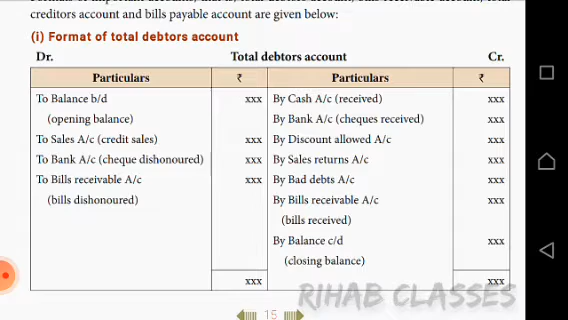 creditors account and bills payable account are given below:
(i) Format of total debtors account
Dr. Total debtors account Cr.
Particulars ₹ Particulars ₹
To Balance b/d xxx By Cash A/c (received) xxx
(opening balance) By Bank A/c (cheques received) xxx
To Sales A/c (credit sales) xxx By Discount allowed A/c xxx
To Bank A/c (cheque dishonoured) xxx By Sales returns A/c xxx
To Bills receivable A/c xxx By Bad debts A/c xxx
(bills dishonoured) By Bills receivable A/c xxx
(bills received)
By Balance c/d xxx
(closing balance)
xxx xxx
RIHAB CLASSES
15